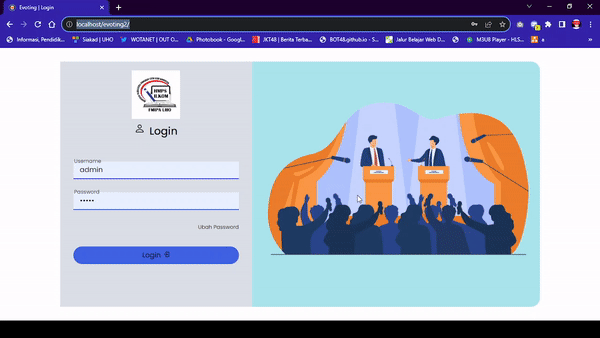 Evoting | Login
localhost/evoting2/
Informasi, Pendidik...
Siakad | UHO
WOTANET | OUT O...
Photobook - Googl...
JKT48 | Berita Terba...
BOT48.github.io - S...
Jalur Belajar Web D...
M3U8 Player - HLS...
a
HMPS
ILKOM
FMIPA UHO
Login
Username
admin
Password
•••••
Ubah Password
Login